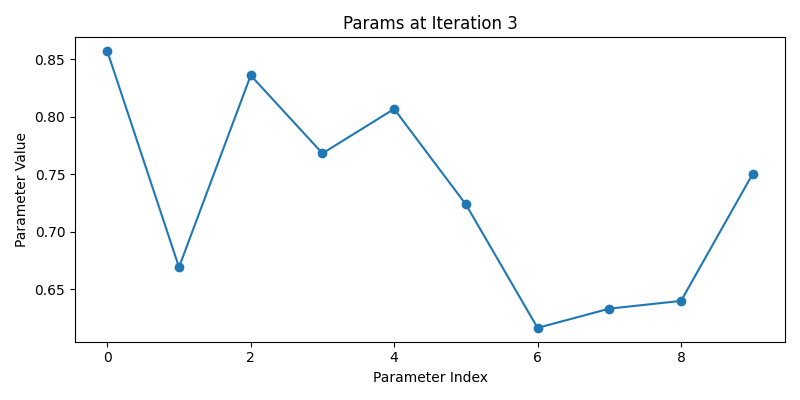 Params at Iteration 3
0.85
0.80
0.75
0.70
0.65
Parameter Value
0 2 4 6 8
Parameter Index